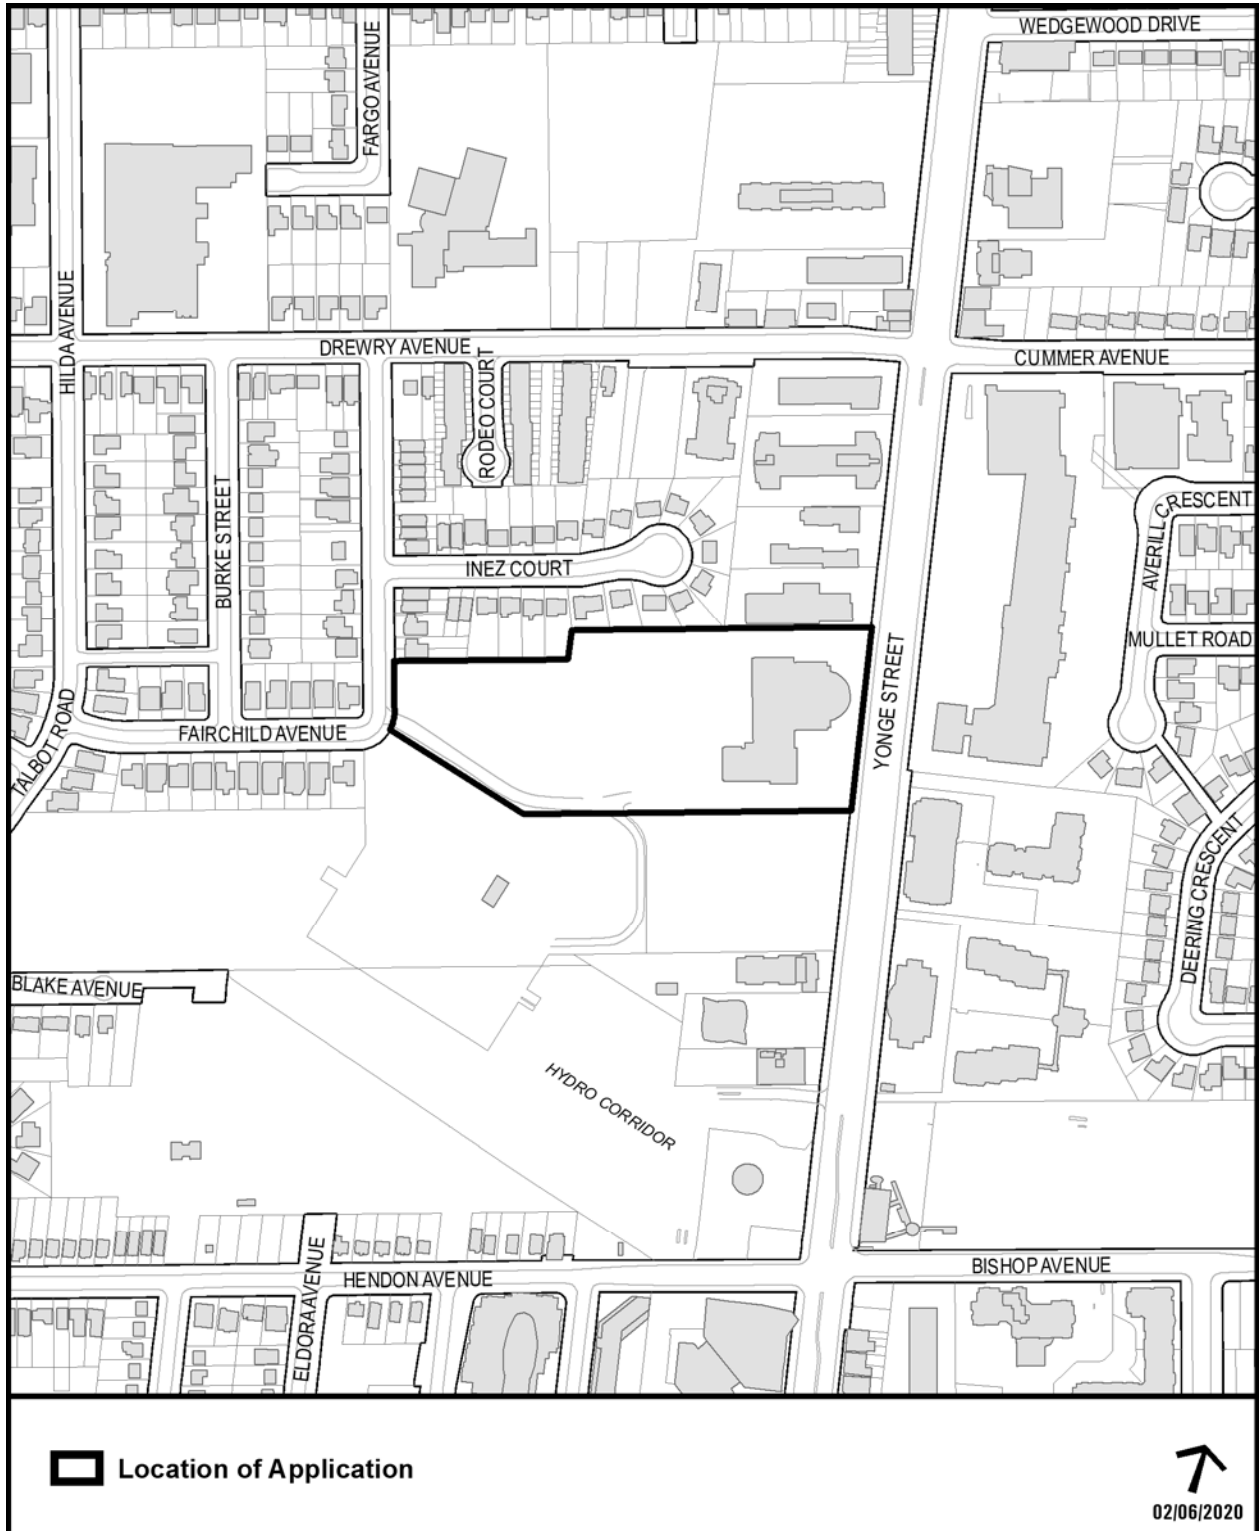 WEDGEWOOD DRIVE
FARGO AVENUE
HILDA AVENUE
DREWRY AVENUE
CUMMER AVENUE
RODEO COURT
AVERILL CRESCENT
BURKE STREET
INEZ COURT
MULLET ROAD
YONGE STREET
TALBOT ROAD
FAIRCHILD AVENUE
DEERING CRESCENT
BLAKE AVENUE
HYDRO CORRIDOR
ELDORA AVENUE
HENDON AVENUE
BISHOP AVENUE
Location of Application
02/06/2020